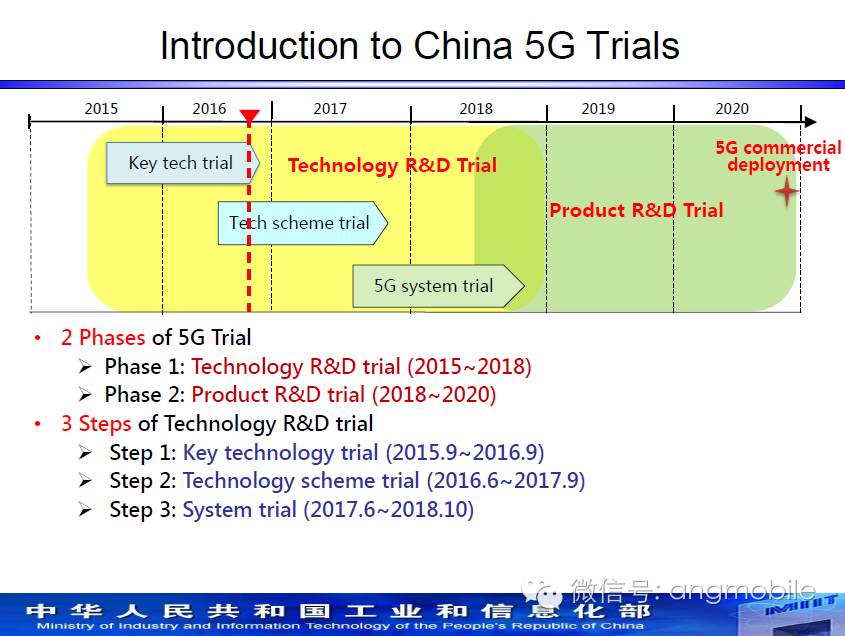 Introduction to China 5G Trials
2015 2016 2017 2018 2019 2020
5G commercial
deployment
Key tech trial
Technology R&D Trial
Product R&D Trial
Tech scheme trial
5G system trial
• 2 Phases of 5G Trial
➢ Phase 1: Technology R&D trial (2015~2018)
➢ Phase 2: Product R&D trial (2018~2020)
• 3 Steps of Technology R&D trial
➢ Step 1: Key technology trial (2015.9~2016.9)
➢ Step 2: Technology scheme trial (2016.6~2017.9)
➢ Step 3: System trial (2017.6~2018.10)
微信号: angmobile
中华人民共和国工业和信息化部
Ministry of Industry and Information Technology of the People's Republic of China